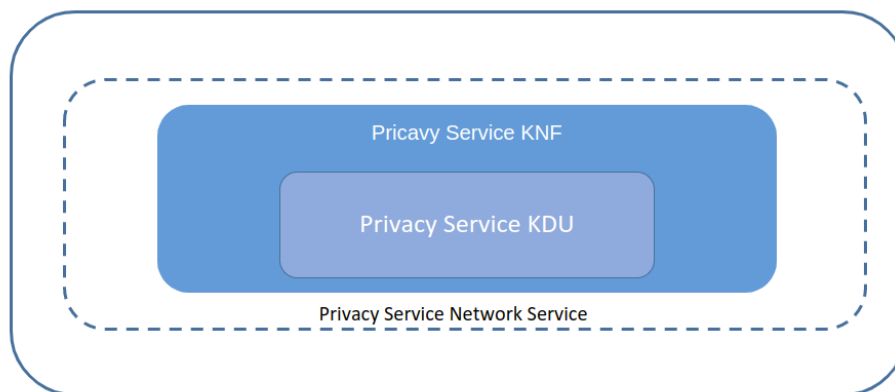 Pricavy Service KNF
Privacy Service KDU
Privacy Service Network Service